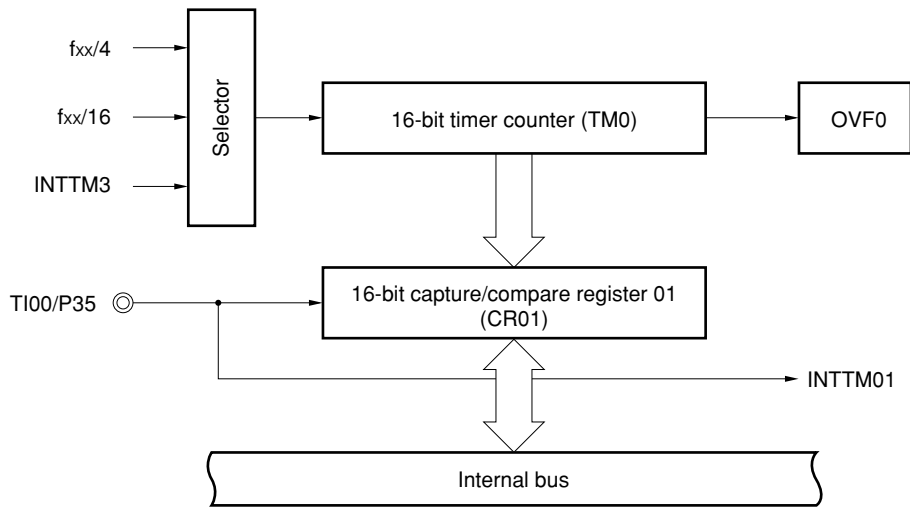 fxx/4
fxx/16
INTTM3
Selector
16-bit timer counter (TM0)
OVF0
TI00/P35
16-bit capture/compare register 01
(CR01)
INTTM01
Internal bus